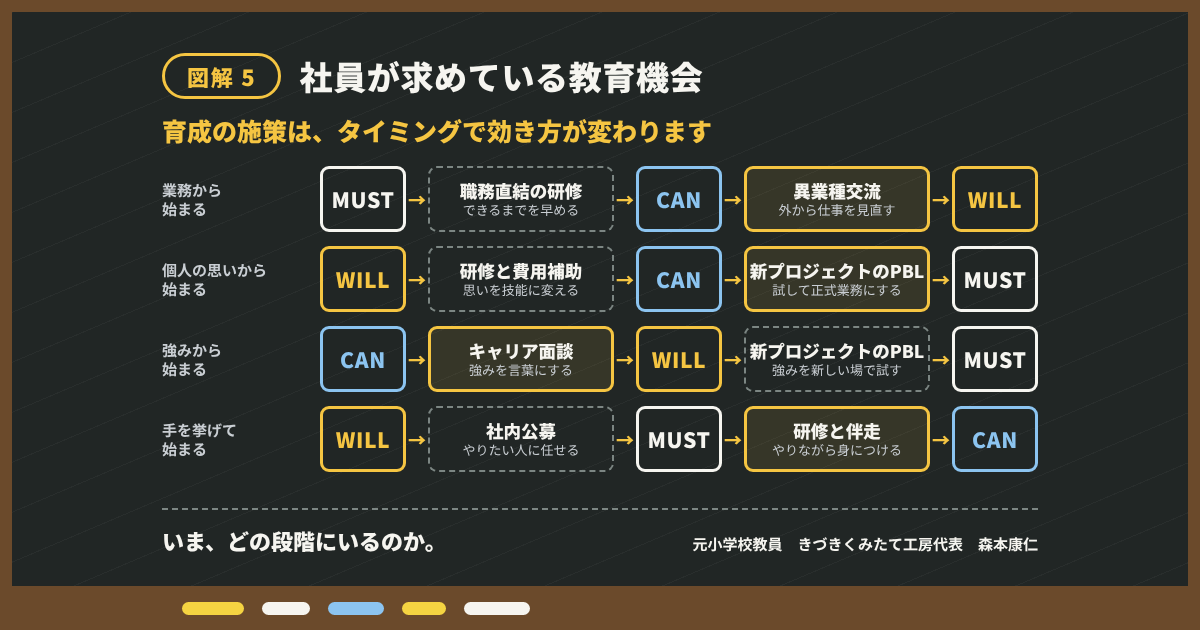 図解 5 社員が求めている教育機会
育成の施策は、タイミングで効き方が変わります
業務から
始まる
MUST → 職務直結の研修 → CAN → 異業種交流 → WILL
できるまでを早める 外から仕事を見直す
個人の思いから
始まる
WILL → 研修と費用補助 → CAN → 新プロジェクトのPBL → MUST
思いを技能に変える 試して正式業務にする
強みから
始まる
CAN → キャリア面談 → WILL → 新プロジェクトのPBL → MUST
強みを言葉にする 強みを新しい場で試す
手を挙げて
始まる
WILL → 社内公募 → MUST → 研修と伴走 → CAN
やりたい人に任せる やりながら身につける
いま、どの段階にいるのか。
元小学校教員 きづきくみたて工房代表 森本康仁